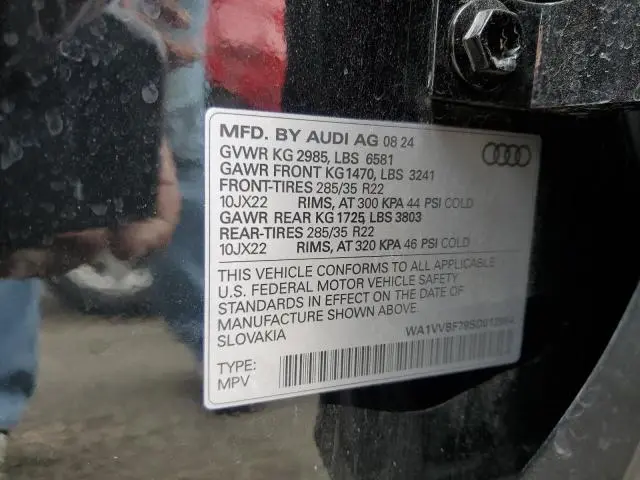 MFD. BY AUDI AG 08 24
GVWR KG 2985, LBS 6581
GAWR FRONT KG1470, LBS 3241
FRONT-TIRES 285/35 R22
10JX22 RIMS, AT 300 KPA 44 PSI COLD
GAWR REAR KG 1725, LBS 3803
REAR-TIRES 285/35 R22
10JX22 RIMS, AT 320 KPA 46 PSI COLD
THIS VEHICLE CONFORMS TO ALL APPLICABLE
U.S. FEDERAL MOTOR VEHICLE SAFETY
STANDARDS IN EFFECT ON THE DATE OF
MANUFACTURE SHOWN ABOVE.
SLOVAKIA
TYPE:
MPV